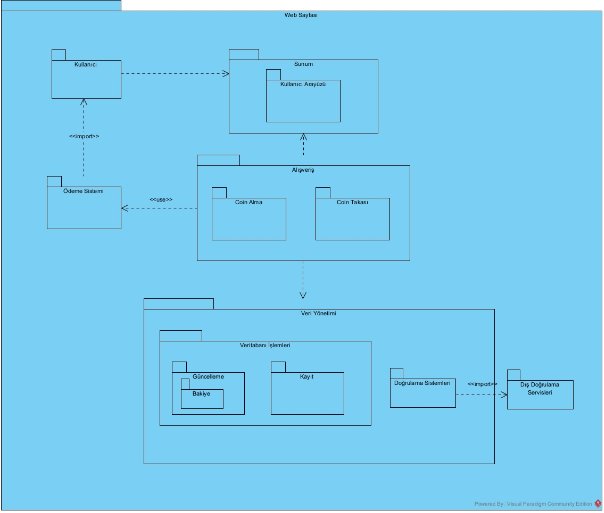 Web Sayfası
Kullanıcı
Sunum
Kullanıcı Arayüzü
<<import>>
Alışveriş
Ödeme Sistemi
<<use>>
Coin Alma
Coin Takası
Veri Yönetimi
Veritabanı İşlemleri
Güncelleme
Kayıt
Bakiye
Doğrulama Sistemleri
<<import>>
Dış Doğrulama
Servisleri
Powered By Visual Paradigm Community Edition